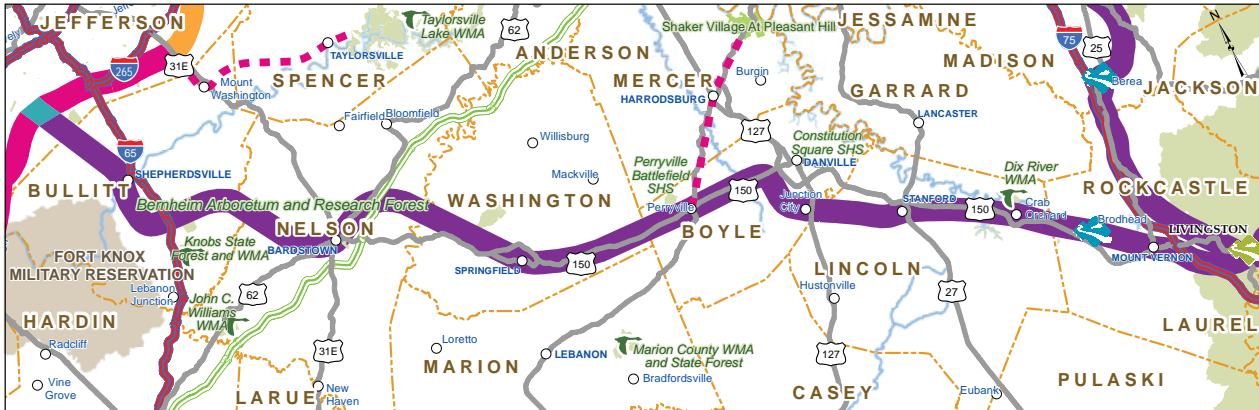 JEFFERSON
265
31E
Mount
Washington
TAYLORSVILLE
SPENCER
Taylorsville
Lake WMA
62
ANDERSON
Shaker Village At Pleasant Hill
MERCER
Burgin
HARRODSBURG
JESSAMINE
75
25
MADISON
Berea
JACKSON
N
GARRARD
LANCASTER
Fairfield
Bloomfield
Willisburg
127
Constitution
Square SHS
DANVILLE
65
SHEPHERDSVILLE
BULLITT
Bernheim Arboretum and Research Forest
Mackville
WASHINGTON
Perryville
Battlefield
SHS
150
Perryville
BOYLE
Junction
City
STANFORD
150
Dix River
WMA
Crab
Orchard
ROCKCASTLE
Brodhead
LIVINGSTON
MOUNT VERNON
NELSON
BARDSTOWN
Knobs State
Forest and WMA
FORT KNOX
MILITARY RESERVATION
Lebanon
Junction
62
SPRINGFIELD
150
LINCOLN
Hustonville
27
John C.
Williams
WMA
HARDIN
Radcliff
Vine
Grove
31E
LARUE
New
Haven
Loretto
MARION
LEBANON
Marion County WMA
and State Forest
Bradfordsville
127
CASEY
Eubank
PULASKI
LAUREL